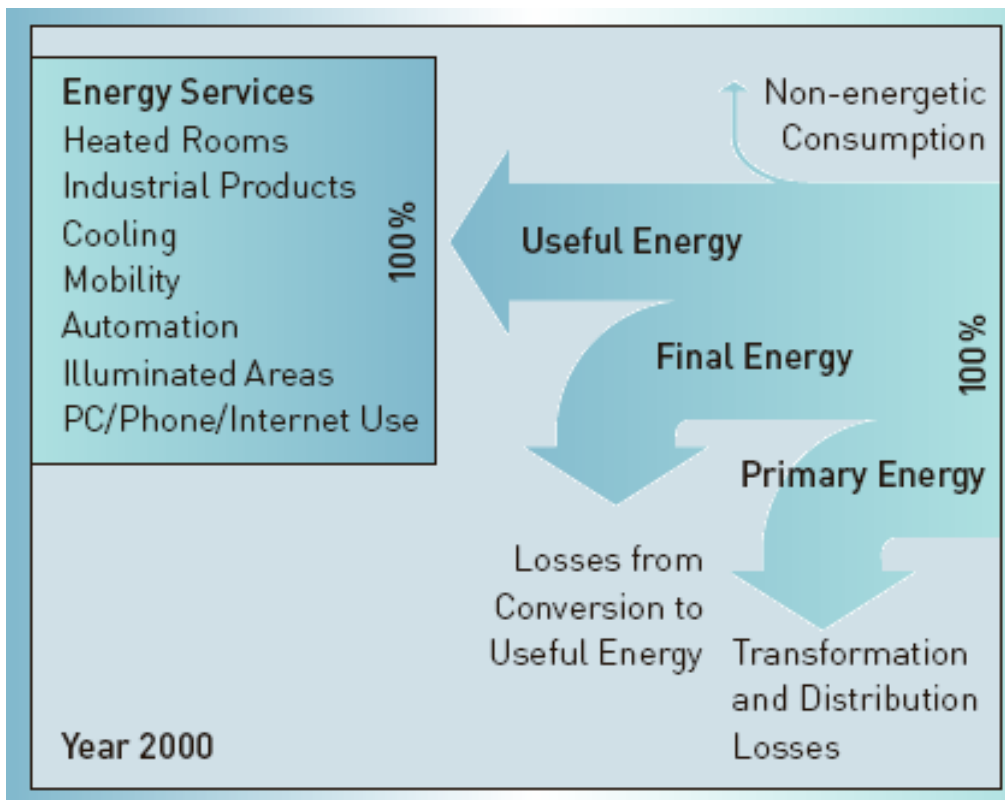 Energy Services
Heated Rooms
Industrial Products
Cooling
Mobility
Automation
Illuminated Areas
PC/Phone/Internet Use
100%
Non-energetic
Consumption
Useful Energy
Final Energy
100%
Primary Energy
Losses from
Conversion to
Useful Energy
Transformation
and Distribution
Losses
Year 2000